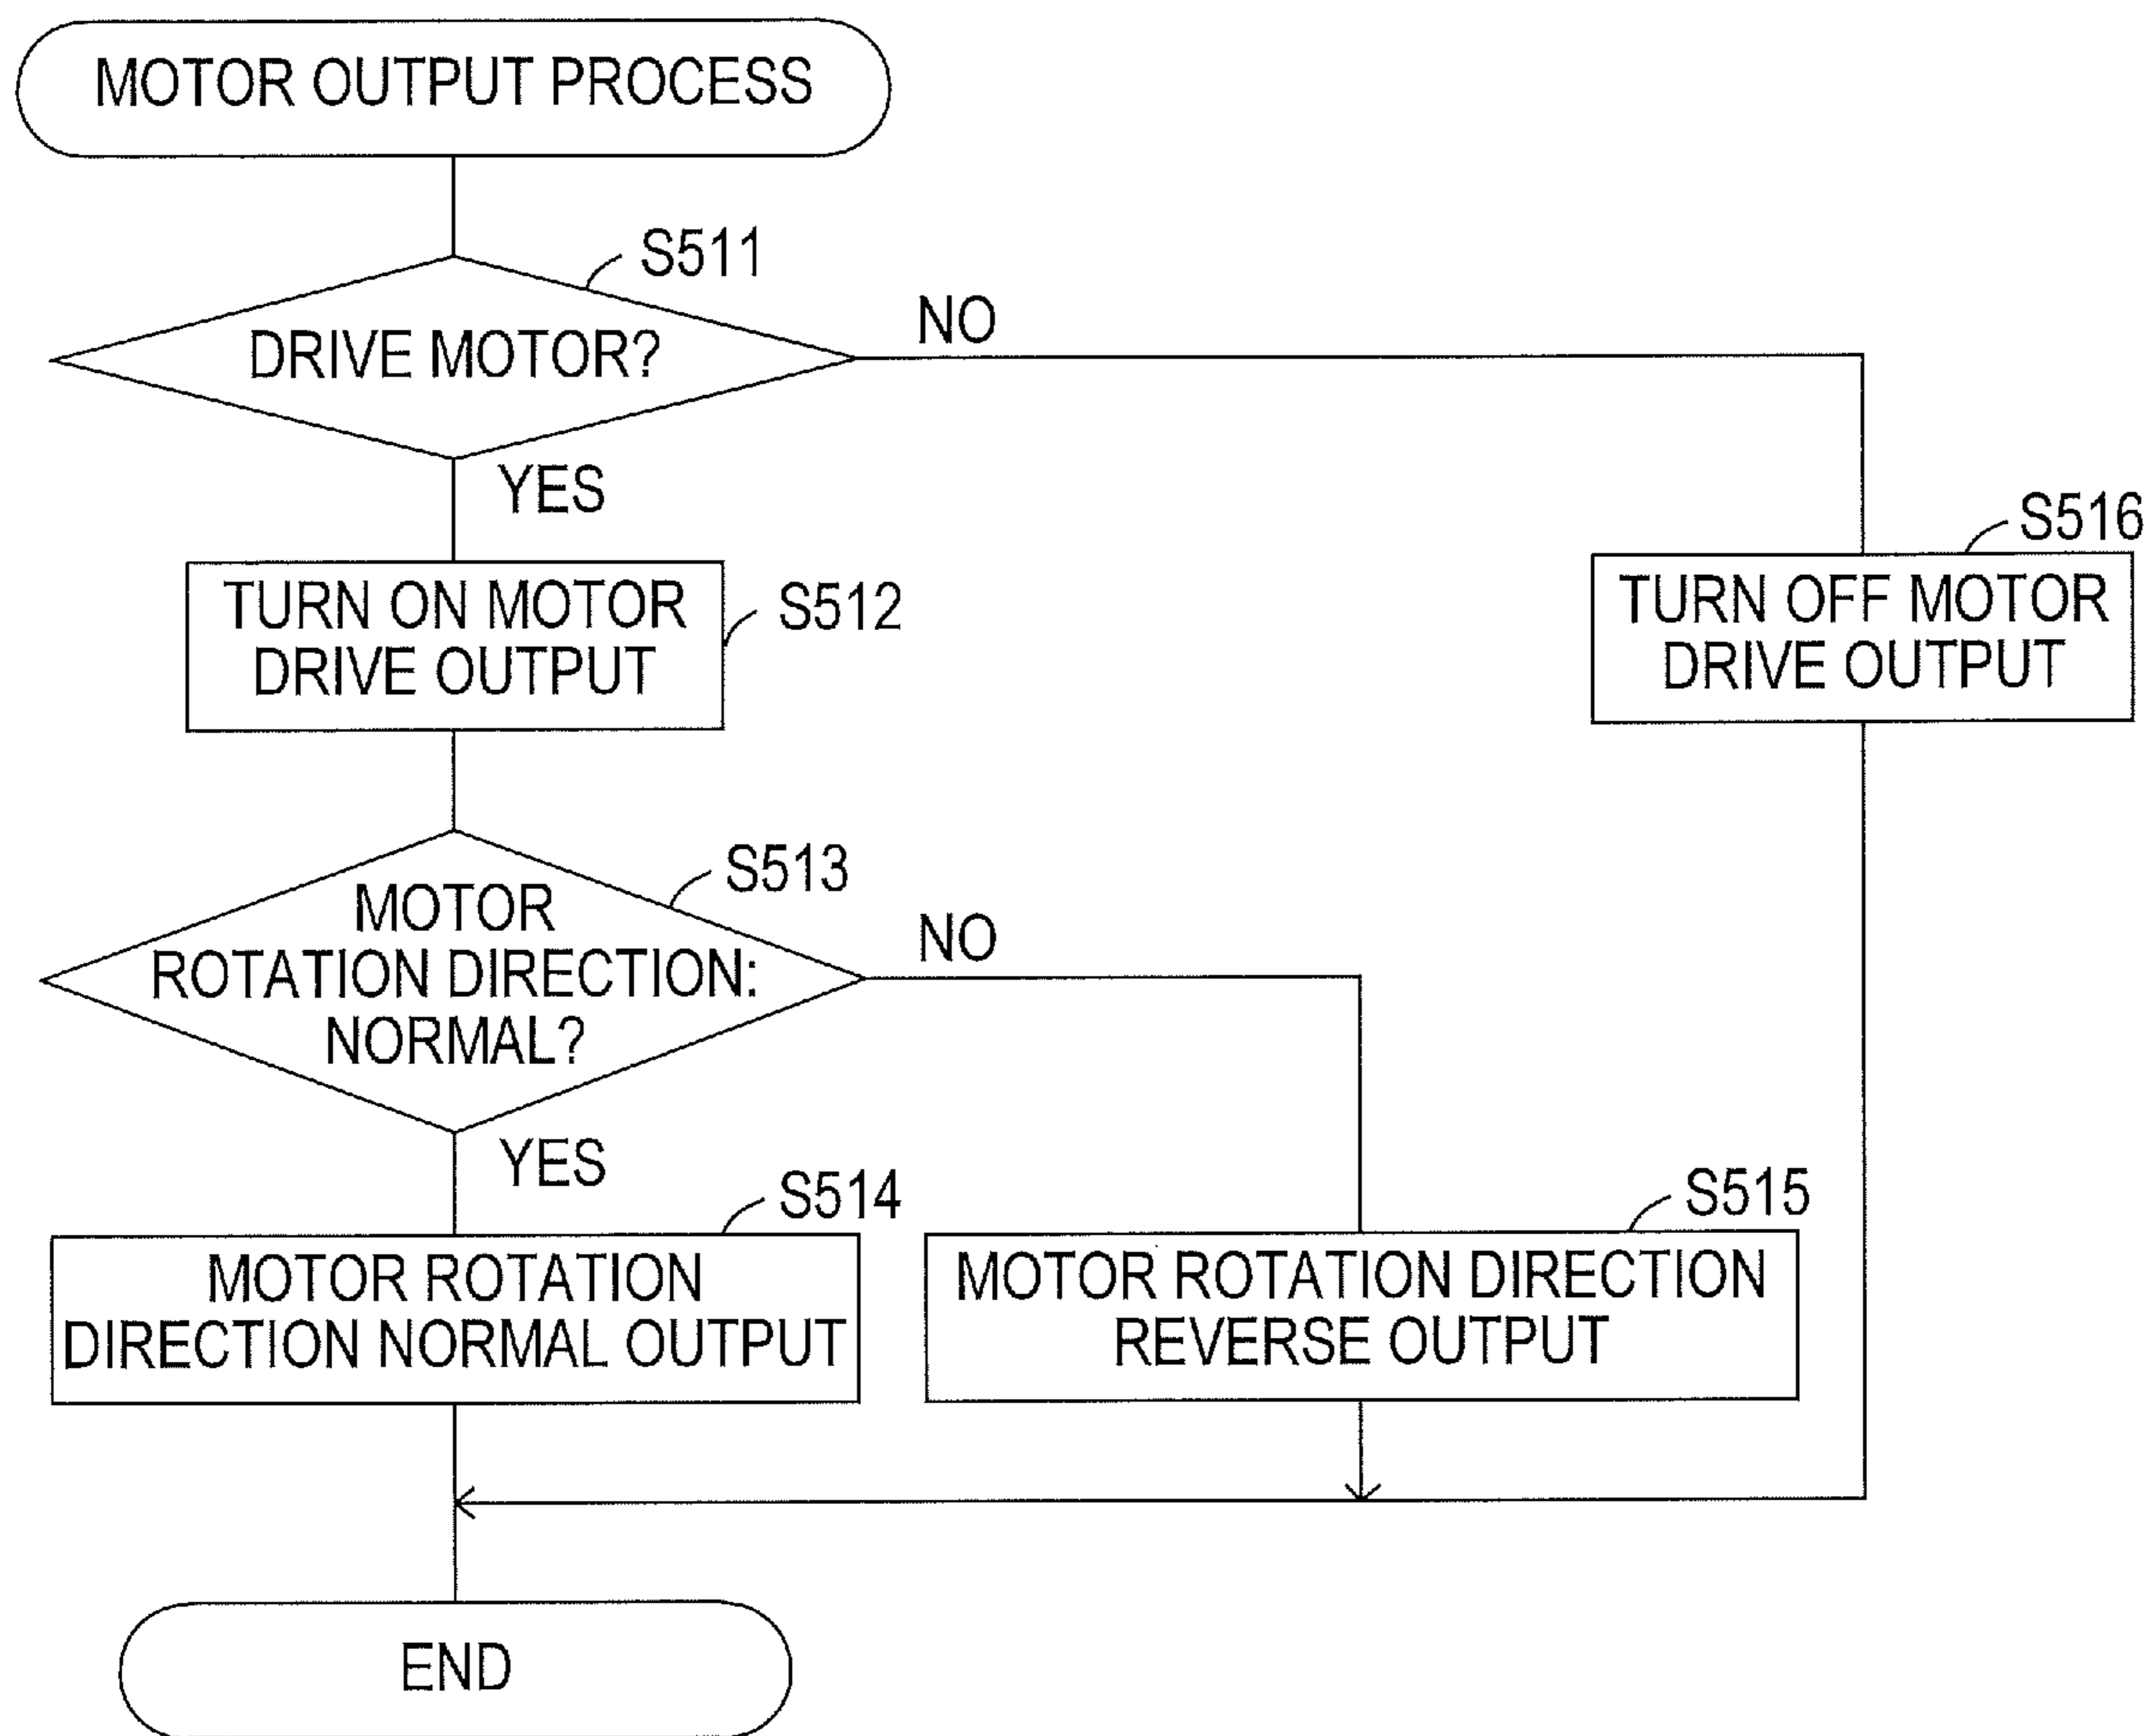 MOTOR OUTPUT PROCESS
S511
DRIVE MOTOR?
NO
YES
TURN ON MOTOR
DRIVE OUTPUT
S512
S516
TURN OFF MOTOR
DRIVE OUTPUT
S513
MOTOR
ROTATION DIRECTION:
NORMAL?
NO
YES
S514
MOTOR ROTATION
DIRECTION NORMAL OUTPUT
S515
MOTOR ROTATION DIRECTION
REVERSE OUTPUT
END